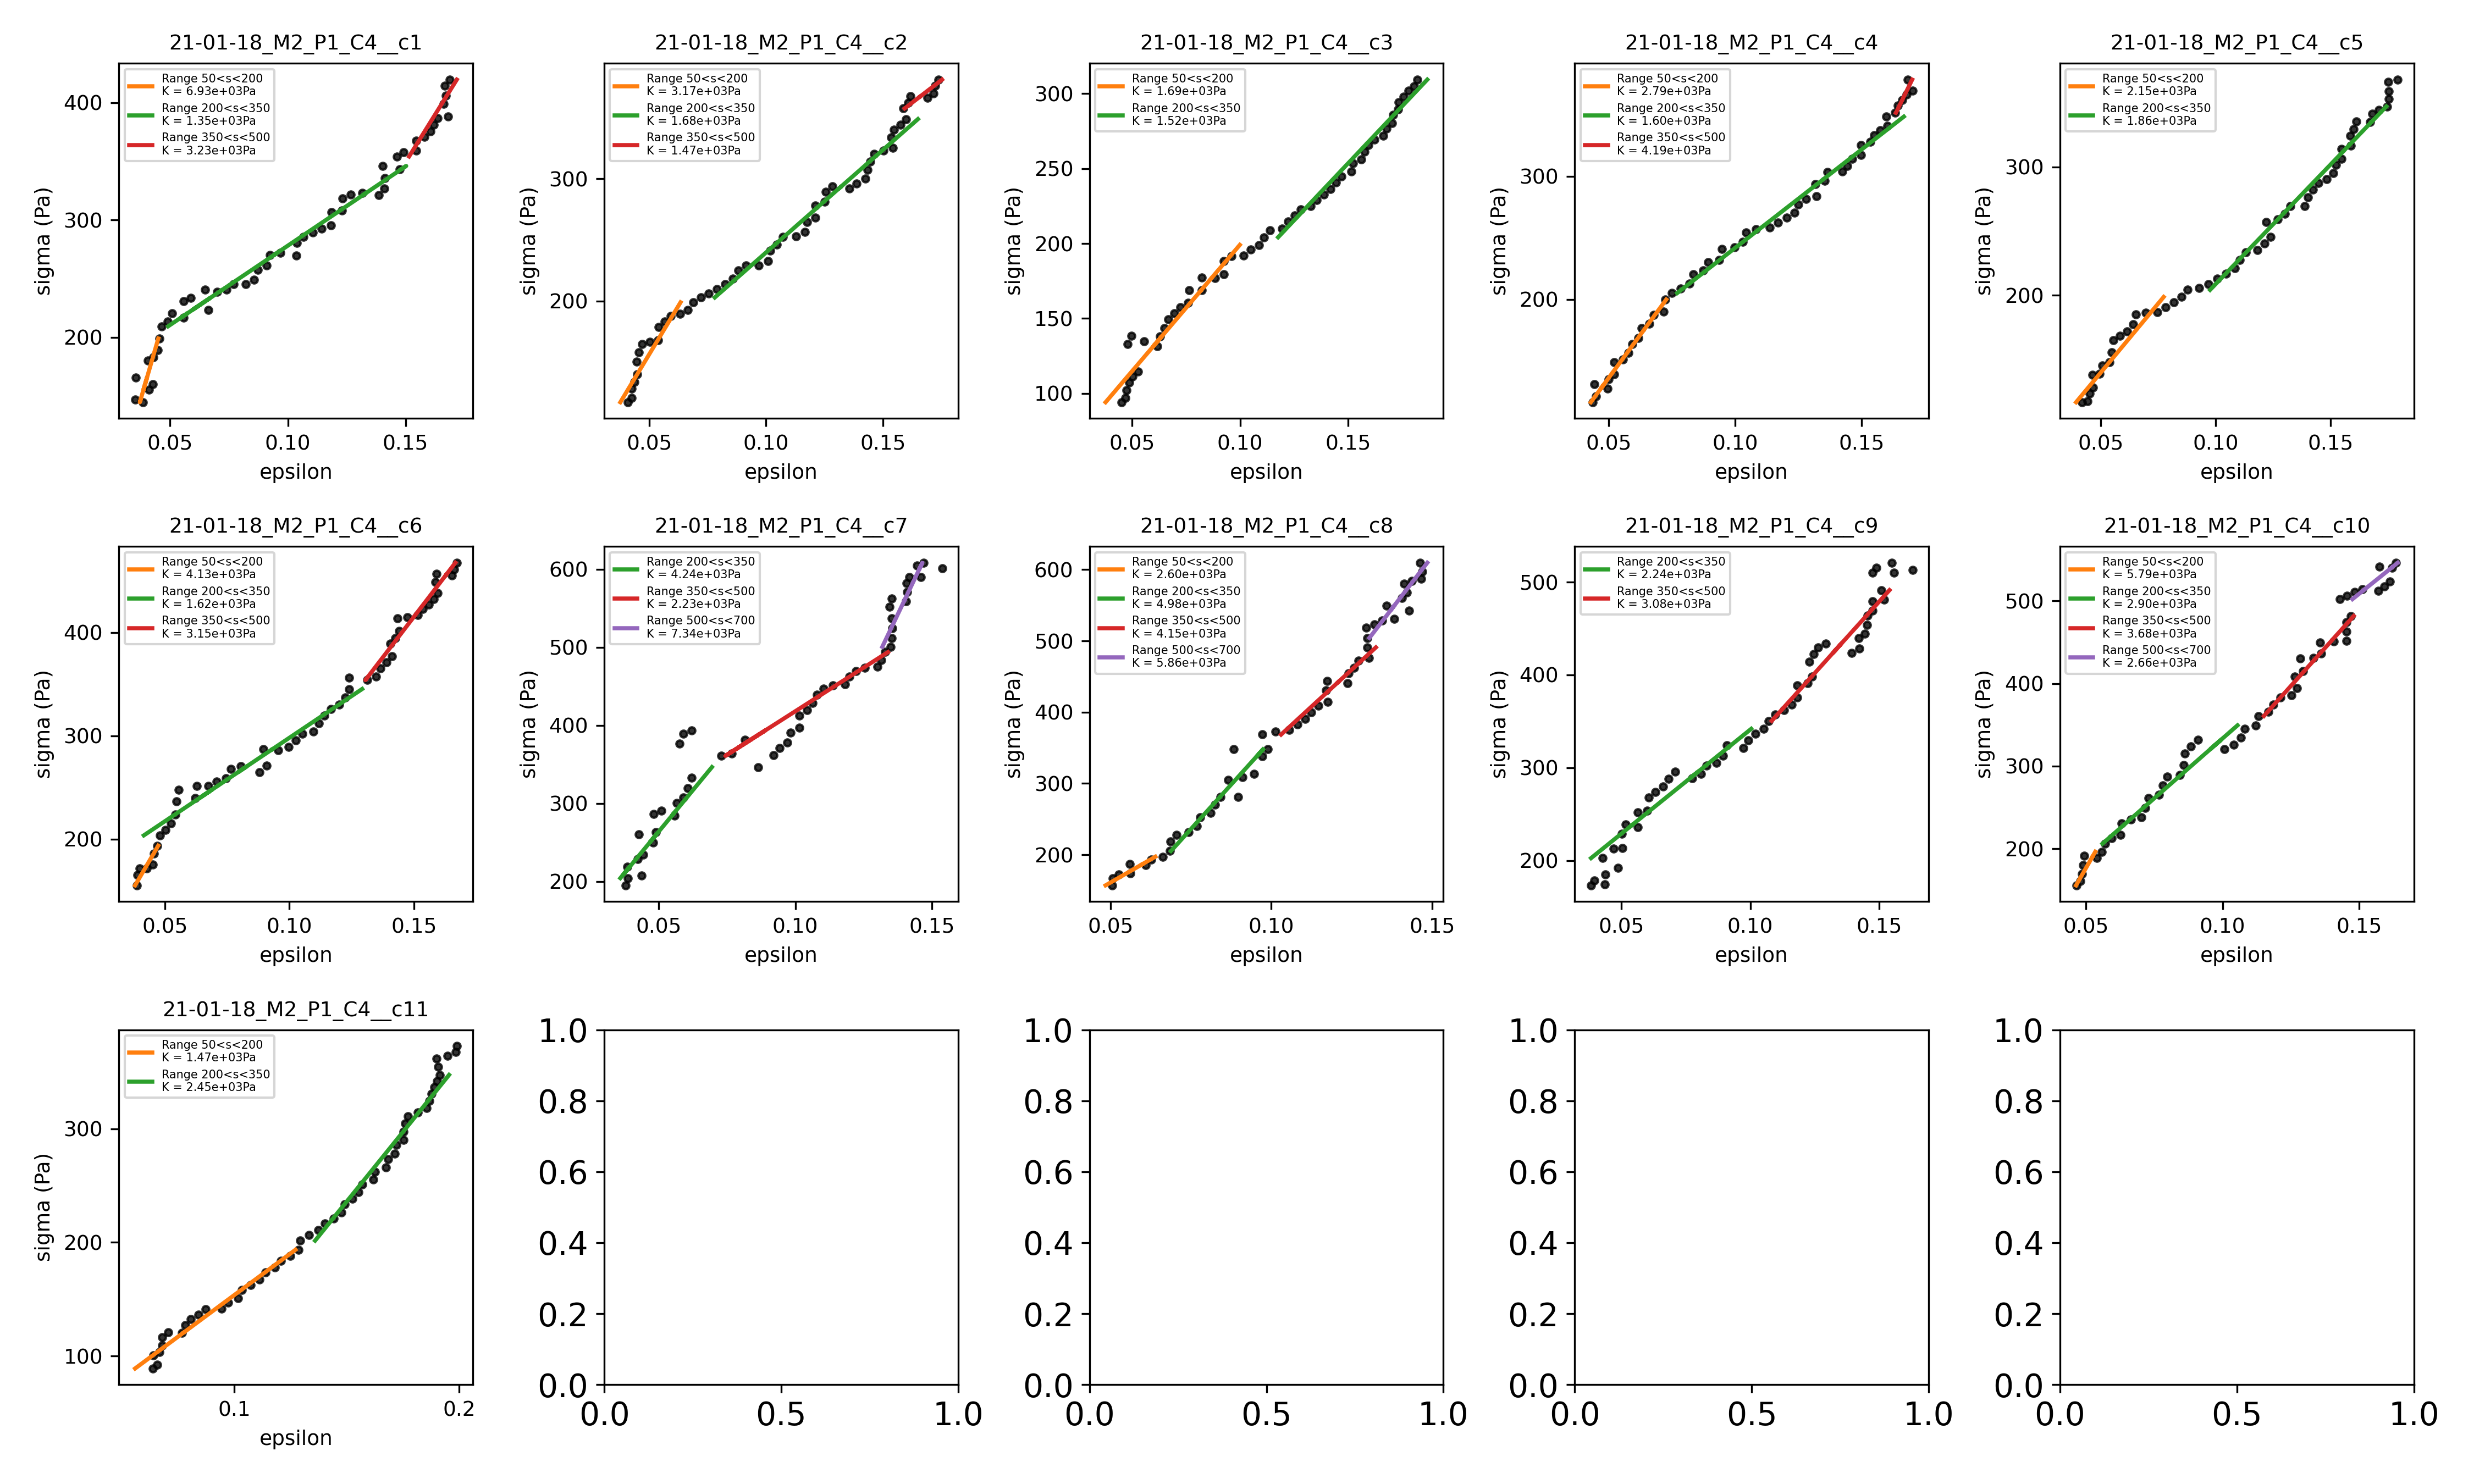 21-01-18_M2_P1_C4__c1
Range 50<s<200
K = 6.93e+03Pa
Range 200<s<350
K = 1.35e+03Pa
Range 350<s<500
K = 3.23e+03Pa
400
300
200
sigma (Pa)
0.05 0.10 0.15
epsilon
21-01-18_M2_P1_C4__c2
Range 50<s<200
K = 3.17e+03Pa
Range 200<s<350
K = 1.68e+03Pa
Range 350<s<500
K = 1.47e+03Pa
300
200
sigma (Pa)
0.05 0.10 0.15
epsilon
21-01-18_M2_P1_C4__c3
Range 50<s<200
K = 1.69e+03Pa
Range 200<s<350
K = 1.52e+03Pa
300
250
200
150
100
sigma (Pa)
0.05 0.10 0.15
epsilon
21-01-18_M2_P1_C4__c4
Range 50<s<200
K = 2.79e+03Pa
Range 200<s<350
K = 1.60e+03Pa
Range 350<s<500
K = 4.19e+03Pa
300
200
sigma (Pa)
0.05 0.10 0.15
epsilon
21-01-18_M2_P1_C4__c5
Range 50<s<200
K = 2.15e+03Pa
Range 200<s<350
K = 1.86e+03Pa
300
200
sigma (Pa)
0.05 0.10 0.15
epsilon
21-01-18_M2_P1_C4__c6
Range 50<s<200
K = 4.13e+03Pa
Range 200<s<350
K = 1.62e+03Pa
Range 350<s<500
K = 3.15e+03Pa
400
300
200
sigma (Pa)
0.05 0.10 0.15
epsilon
21-01-18_M2_P1_C4__c7
Range 200<s<350
K = 4.24e+03Pa
Range 350<s<500
K = 2.23e+03Pa
Range 500<s<700
K = 7.34e+03Pa
600
500
400
300
200
sigma (Pa)
0.05 0.10 0.15
epsilon
21-01-18_M2_P1_C4__c8
Range 50<s<200
K = 2.60e+03Pa
Range 200<s<350
K = 4.98e+03Pa
Range 350<s<500
K = 4.15e+03Pa
Range 500<s<700
K = 5.86e+03Pa
600
500
400
300
200
sigma (Pa)
0.05 0.10 0.15
epsilon
21-01-18_M2_P1_C4__c9
Range 200<s<350
K = 2.24e+03Pa
Range 350<s<500
K = 3.08e+03Pa
500
400
300
200
sigma (Pa)
0.05 0.10 0.15
epsilon
21-01-18_M2_P1_C4__c10
Range 50<s<200
K = 5.79e+03Pa
Range 200<s<350
K = 2.90e+03Pa
Range 350<s<500
K = 3.68e+03Pa
Range 500<s<700
K = 2.66e+03Pa
500
400
300
200
sigma (Pa)
0.05 0.10 0.15
epsilon
21-01-18_M2_P1_C4__c11
Range 50<s<200
K = 1.47e+03Pa
Range 200<s<350
K = 2.45e+03Pa
300
200
100
sigma (Pa)
0.1 0.2
epsilon
1.0
0.8
0.6
0.4
0.2
0.0
0.0 0.5 1.0
1.0
0.8
0.6
0.4
0.2
0.0
0.0 0.5 1.0
1.0
0.8
0.6
0.4
0.2
0.0
0.0 0.5 1.0
1.0
0.8
0.6
0.4
0.2
0.0
0.0 0.5 1.0